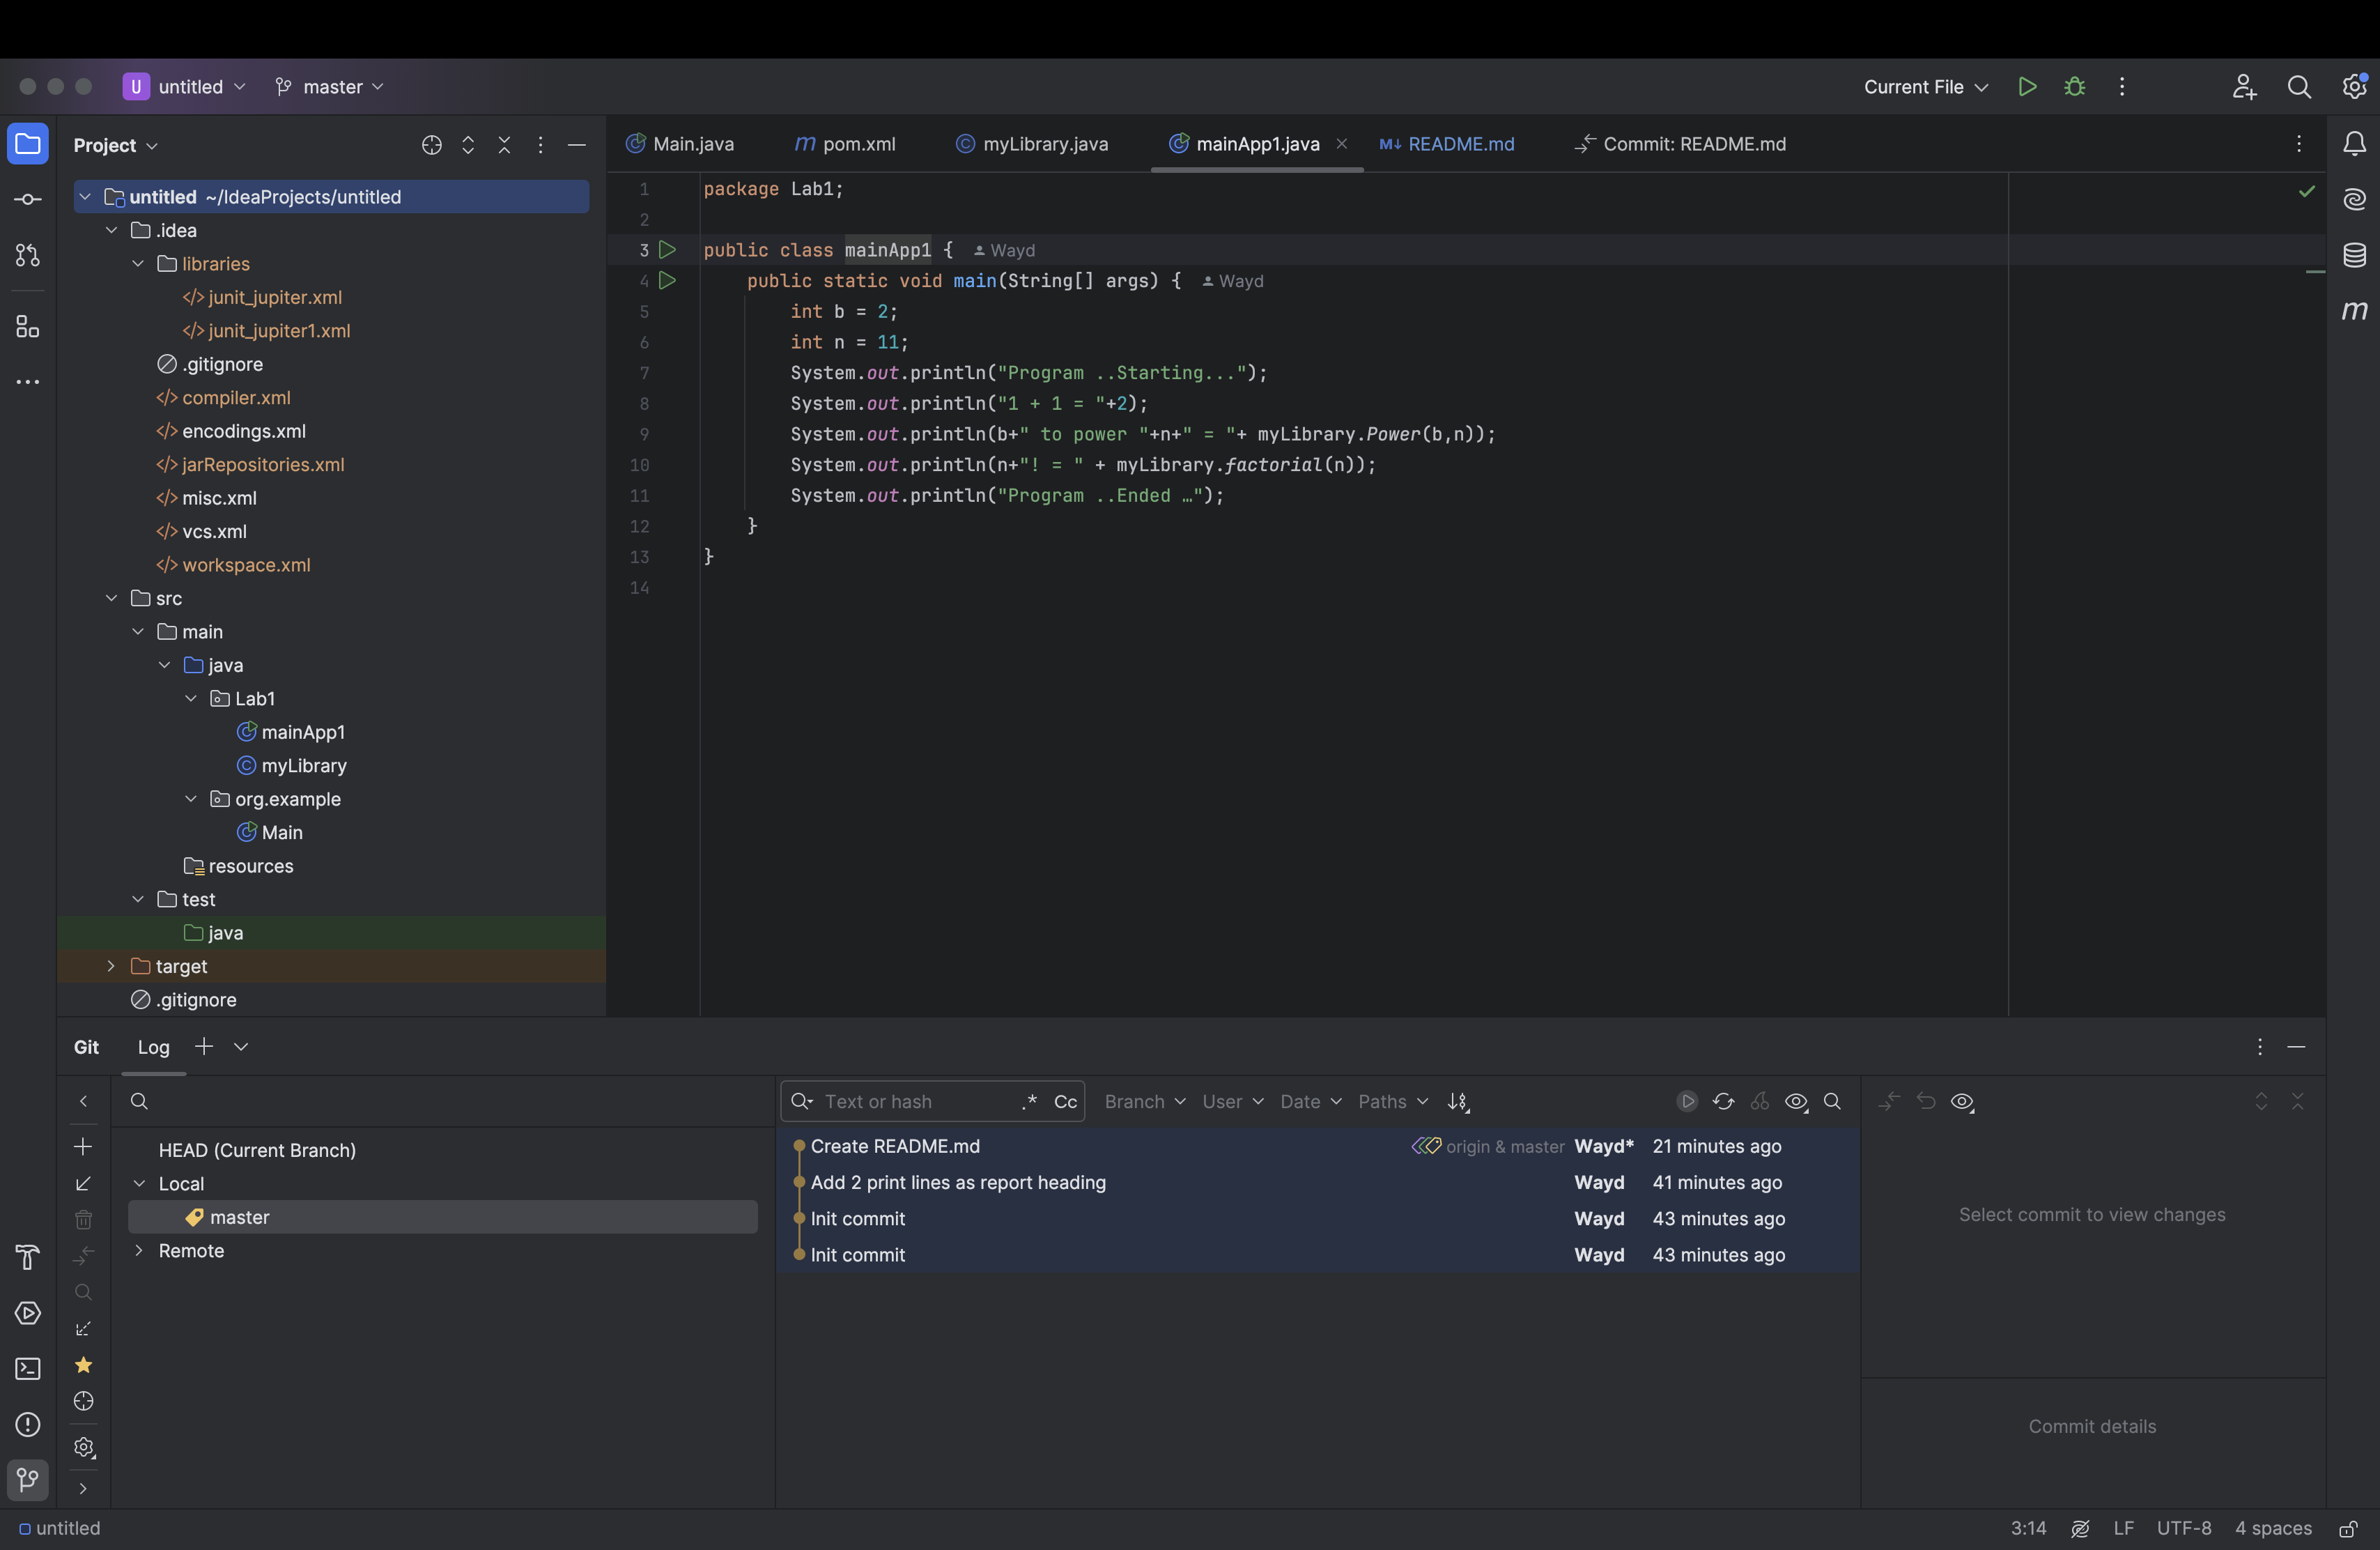 U untitled master Current File
Project
Main.java m pom.xml myLibrary.java mainApp1.java README.md Commit: README.md
untitled ~/IdeaProjects/untitled
.idea
libraries
junit_jupiter.xml
junit_jupiter1.xml
.gitignore
compiler.xml
encodings.xml
jarRepositories.xml
misc.xml
vcs.xml
workspace.xml
src
main
java
Lab1
mainApp1
myLibrary
org.example
Main
resources
test
java
target
.gitignore
1 package Lab1;
2
3 public class mainApp1 { Wayd
4 public static void main(String[] args) { Wayd
5 int b = 2;
6 int n = 11;
7 System.out.println("Program ..Starting...");
8 System.out.println("1 + 1 = "+2);
9 System.out.println(b+" to power "+n+" = "+ myLibrary.Power(b,n));
10 System.out.println(n+"! = " + myLibrary.factorial(n));
11 System.out.println("Program ..Ended …");
12 }
13 }
14
m
Git Log
Text or hash .* Cc Branch User Date Paths
HEAD (Current Branch)
Local
master
Remote
Create README.md origin & master Wayd* 21 minutes ago
Add 2 print lines as report heading Wayd 41 minutes ago
Init commit Wayd 43 minutes ago
Init commit Wayd 43 minutes ago
Select commit to view changes
Commit details
untitled 3:14 LF UTF-8 4 spaces